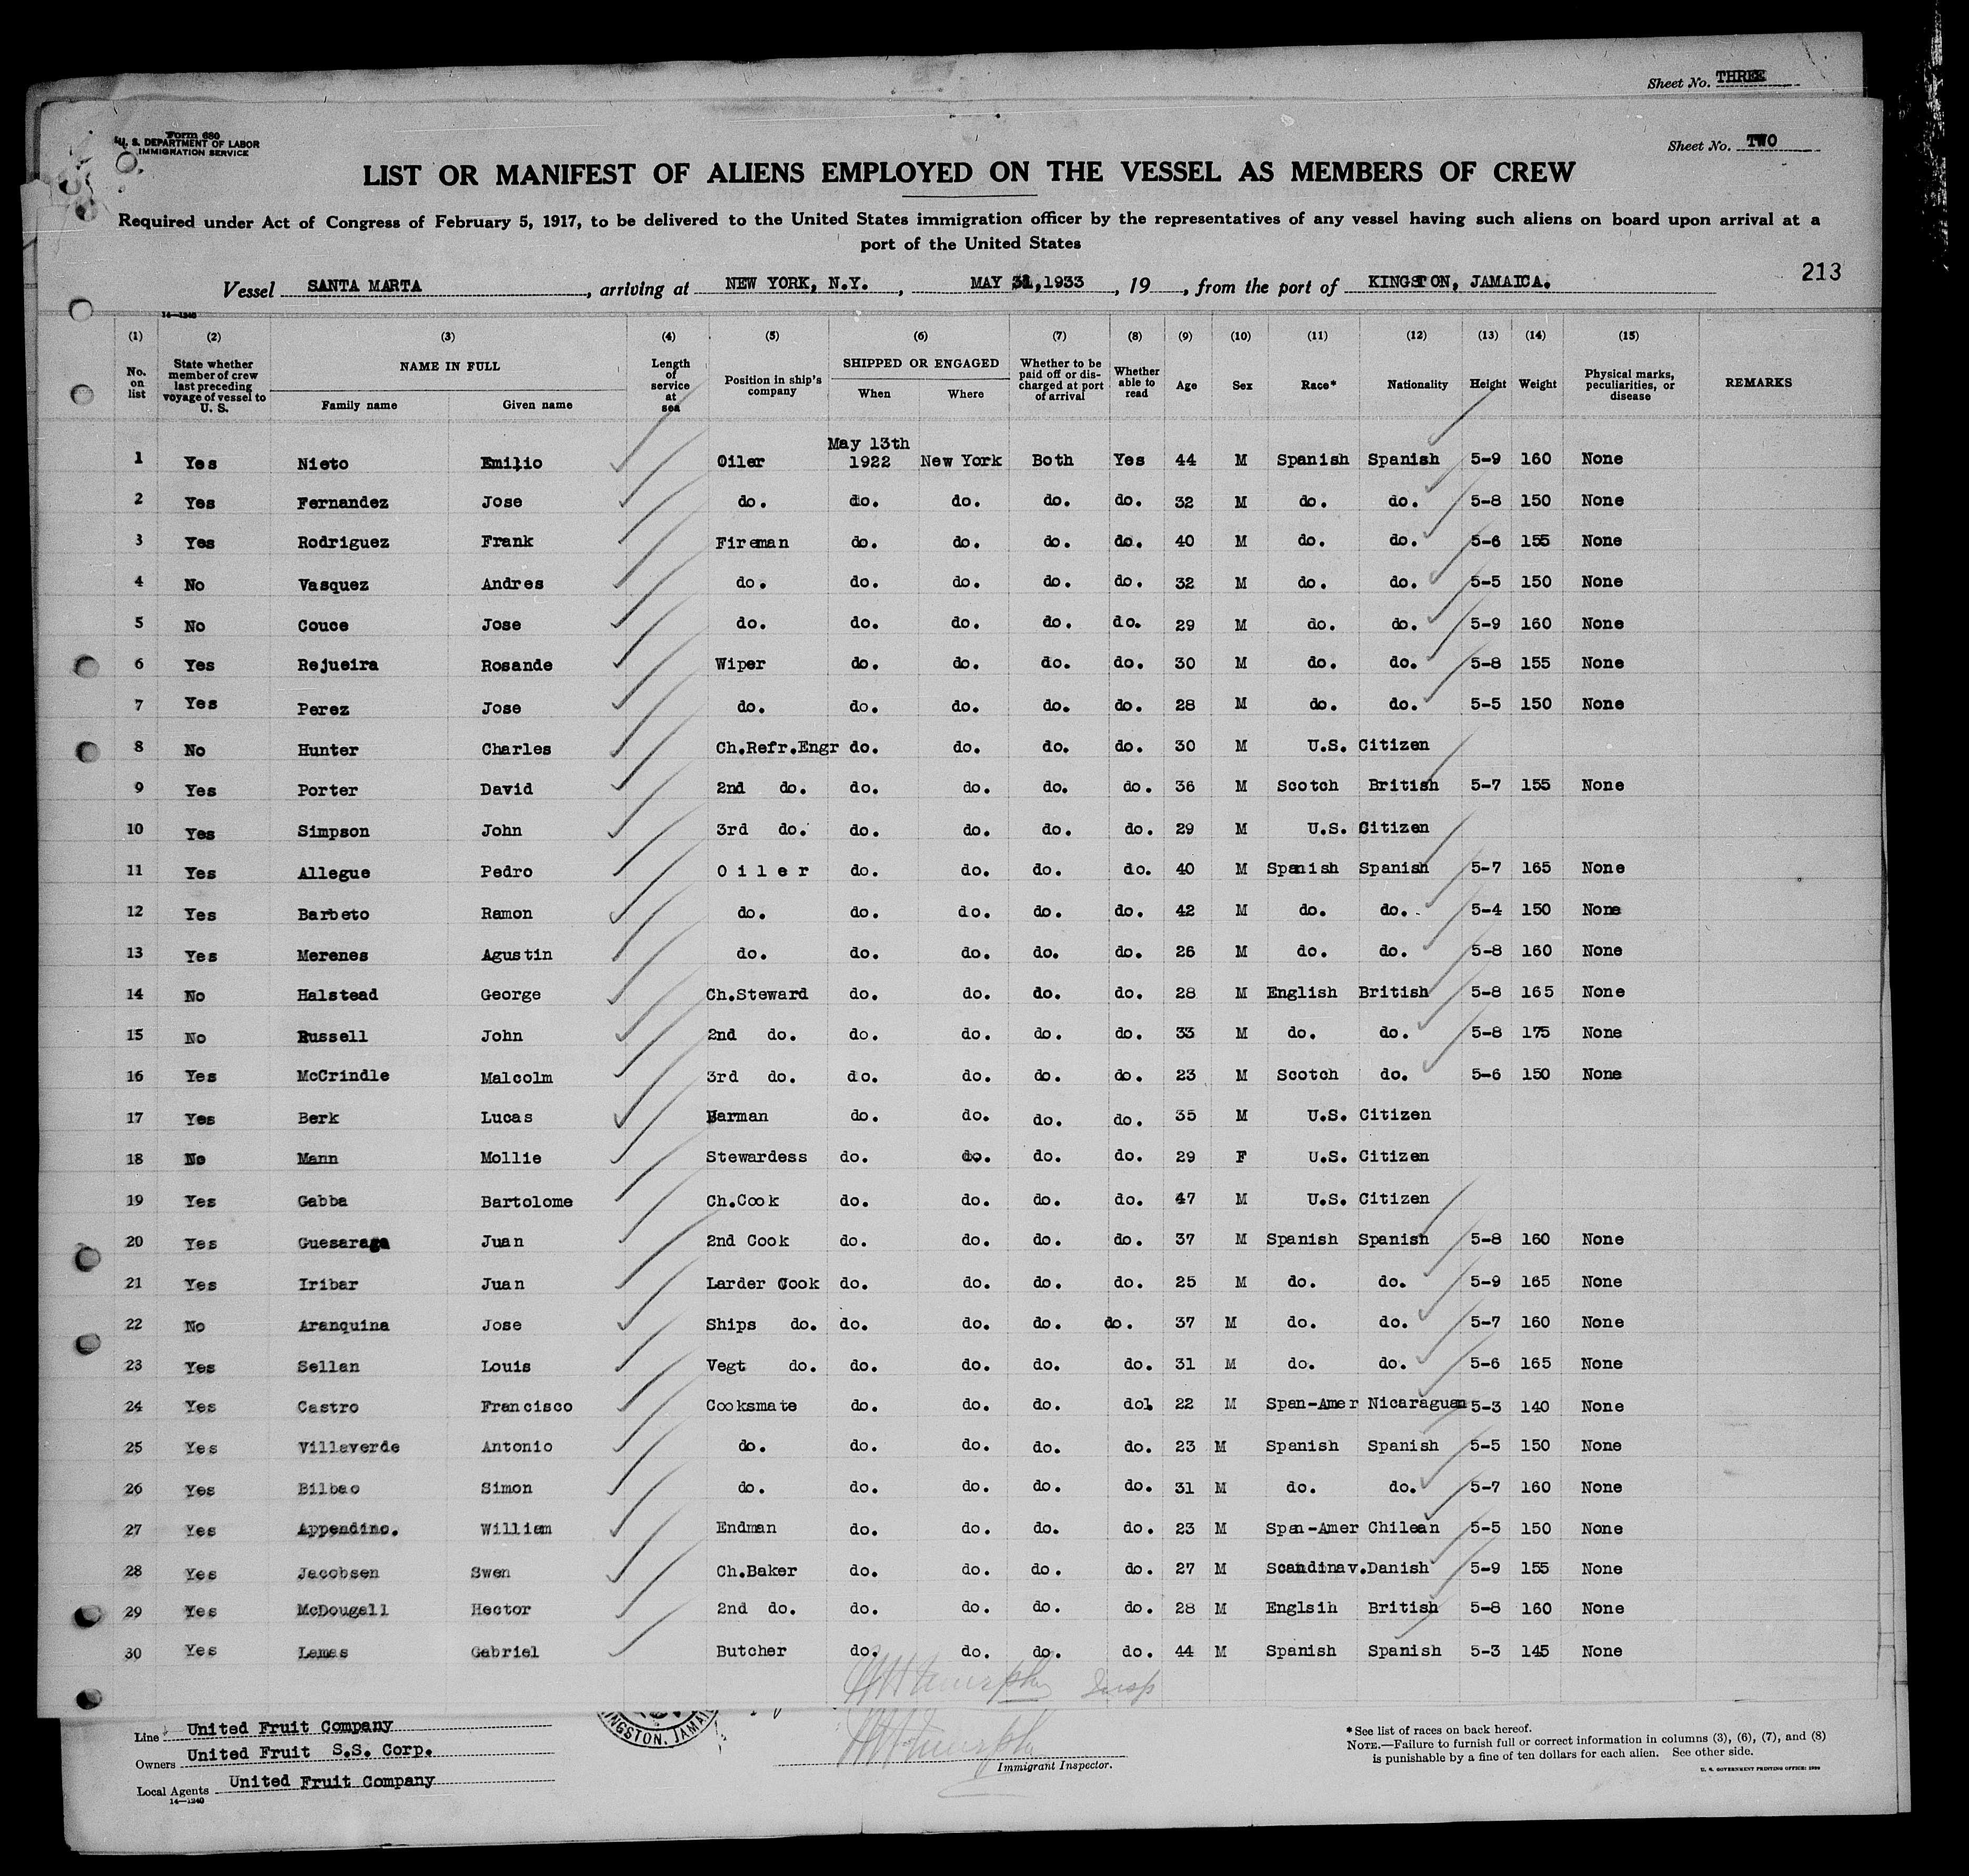 Sheet No. THREE
Form 680
U. S. DEPARTMENT OF LABOR
IMMIGRATION SERVICE
Sheet No. TWO
LIST OR MANIFEST OF ALIENS EMPLOYED ON THE VESSEL AS MEMBERS OF CREW
Required under Act of Congress of February 5, 1917, to be delivered to the United States immigration officer by the representatives of any vessel having such aliens on board upon arrival at a
port of the United States
213
Vessel SANTA MARTA, arriving at NEW YORK, N.Y., MAY 31,1933, 19, from the port of KINGSTON, JAMAICA.
14—1240
(1) (2) (3) (4) (5) (6) (7) (8) (9) (10) (11) (12) (13) (14) (15)
No. on list State whether member of crew last preceding voyage of vessel to U. S. NAME IN FULL Family name Given name Length of service at sea Position in ship's company SHIPPED OR ENGAGED When Where Whether to be paid off or discharged at port of arrival Whether able to read Age Sex Race* Nationality Height Weight Physical marks, peculiarities, or disease REMARKS
May 13th
1 Yes Nieto Emilio Oiler 1922 New York Both Yes 44 M Spanish Spanish 5-9 160 None
2 Yes Fernandez Jose do. do. do. do. do. 32 M do. do. 5-8 150 None
3 Yes Rodriguez Frank Fireman do. do. do. do. 40 M do. do. 5-6 155 None
4 No Vasquez Andres do. do. do. do. do. 32 M do. do. 5-5 150 None
5 No Couce Jose do. do. do. do. do. 29 M do. do. 5-9 160 None
6 Yes Rejueira Rosande Wiper do. do. do. do. 30 M do. do. 5-8 155 None
7 Yes Perez Jose do. do. do. do. do. 28 M do. do. 5-5 150 None
8 No Hunter Charles Ch.Refr.Engr do. do. do. do. 30 M U.S. Citizen
9 Yes Porter David 2nd do. do. do. do. do. 36 M Scotch British 5-7 155 None
10 Yes Simpson John 3rd do. do. do. do. do. 29 M U.S. Citizen
11 Yes Allegue Pedro O i l e r do. do. do. do. 40 M Spanish Spanish 5-7 165 None
12 Yes Barbeto Ramon do. do. do. do. do. 42 M do. do. 5-4 150 None
13 Yes Merenes Agustin do. do. do. do. do. 26 M do. do. 5-8 160 None
14 No Halstead George Ch.Steward do. do. do. do. 28 M English British 5-8 165 None
15 No Russell John 2nd do. do. do. do. do. 33 M do. do. 5-8 175 None
16 Yes McCrindle Malcolm 3rd do. do. do. do. do. 23 M Scotch do. 5-6 150 None
17 Yes Berk Lucas Barman do. do. do. do. 35 M U.S. Citizen
18 No Mann Mollie Stewardess do. do. do. do. 29 F U.S. Citizen
19 Yes Gabba Bartolome Ch.Cook do. do. do. do. 47 M U.S. Citizen
20 Yes Guesaraga Juan 2nd Cook do. do. do. do. 37 M Spanish Spanish 5-8 160 None
21 Yes Iribar Juan Larder Cook do. do. do. do. 25 M do. do. 5-9 165 None
22 No Aranquina Jose Ships do. do. do. do. do. 37 M do. do. 5-7 160 None
23 Yes Sellan Louis Vegt do. do. do. do. do. 31 M do. do. 5-6 165 None
24 Yes Castro Francisco Cooksmate do. do. do. dol 22 M Span-Amer Nicaraguan 5-3 140 None
25 Yes Villaverde Antonio do. do. do. do. do. 23 M Spanish Spanish 5-5 150 None
26 Yes Bilbao Simon do. do. do. do. do. 31 M do. do. 5-7 160 None
27 Yes Appendino. William Endman do. do. do. do. 23 M Span-Amer Chilean 5-5 150 None
28 Yes Jacobsen Swen Ch.Baker do. do. do. do. 27 M Scandinav. Danish 5-9 155 None
29 Yes McDougall Hector 2nd do. do. do. do. do. 28 M Englsih British 5-8 160 None
30 Yes Lamas Gabriel Butcher do. do. do. do. 44 M Spanish Spanish 5-3 145 None
Murphy Insp
Line United Fruit Company
Owners United Fruit S.S. Corp.
Local Agents United Fruit Company
14—1240
Murphy
Immigrant Inspector.
*See list of races on back hereof.
NOTE.—Failure to furnish full or correct information in columns (3), (6), (7), and (8)
is punishable by a fine of ten dollars for each alien. See other side.